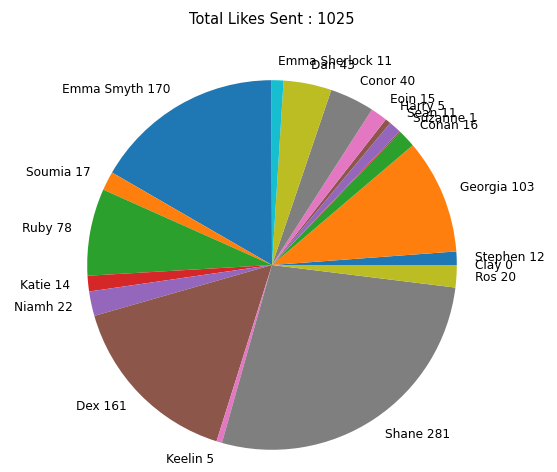 Total Likes Sent : 1025
Emma Sherlock 11
Dan 43
Conor 40
Emma Smyth 170
Eoin 15
Harry 5
Sean 11
Suzanne 1
Conan 16
Soumia 17
Georgia 103
Ruby 78
Stephen 12
Clay 0
Ros 20
Katie 14
Niamh 22
Dex 161
Shane 281
Keelin 5